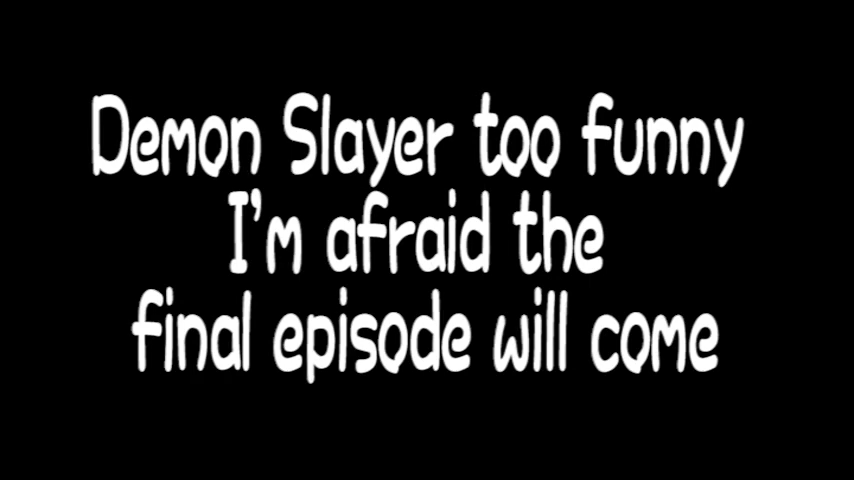 Demon Slayer too funny
I'm afraid the
final episode will come